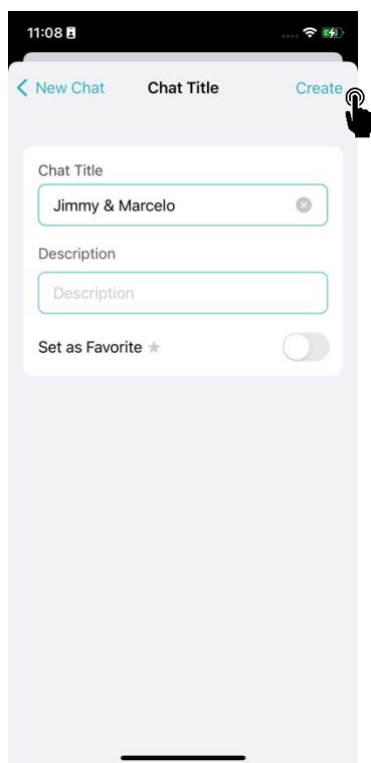 11:08
New Chat Chat Title Create
Chat Title
Jimmy & Marcelo
Description
Description
Set as Favorite